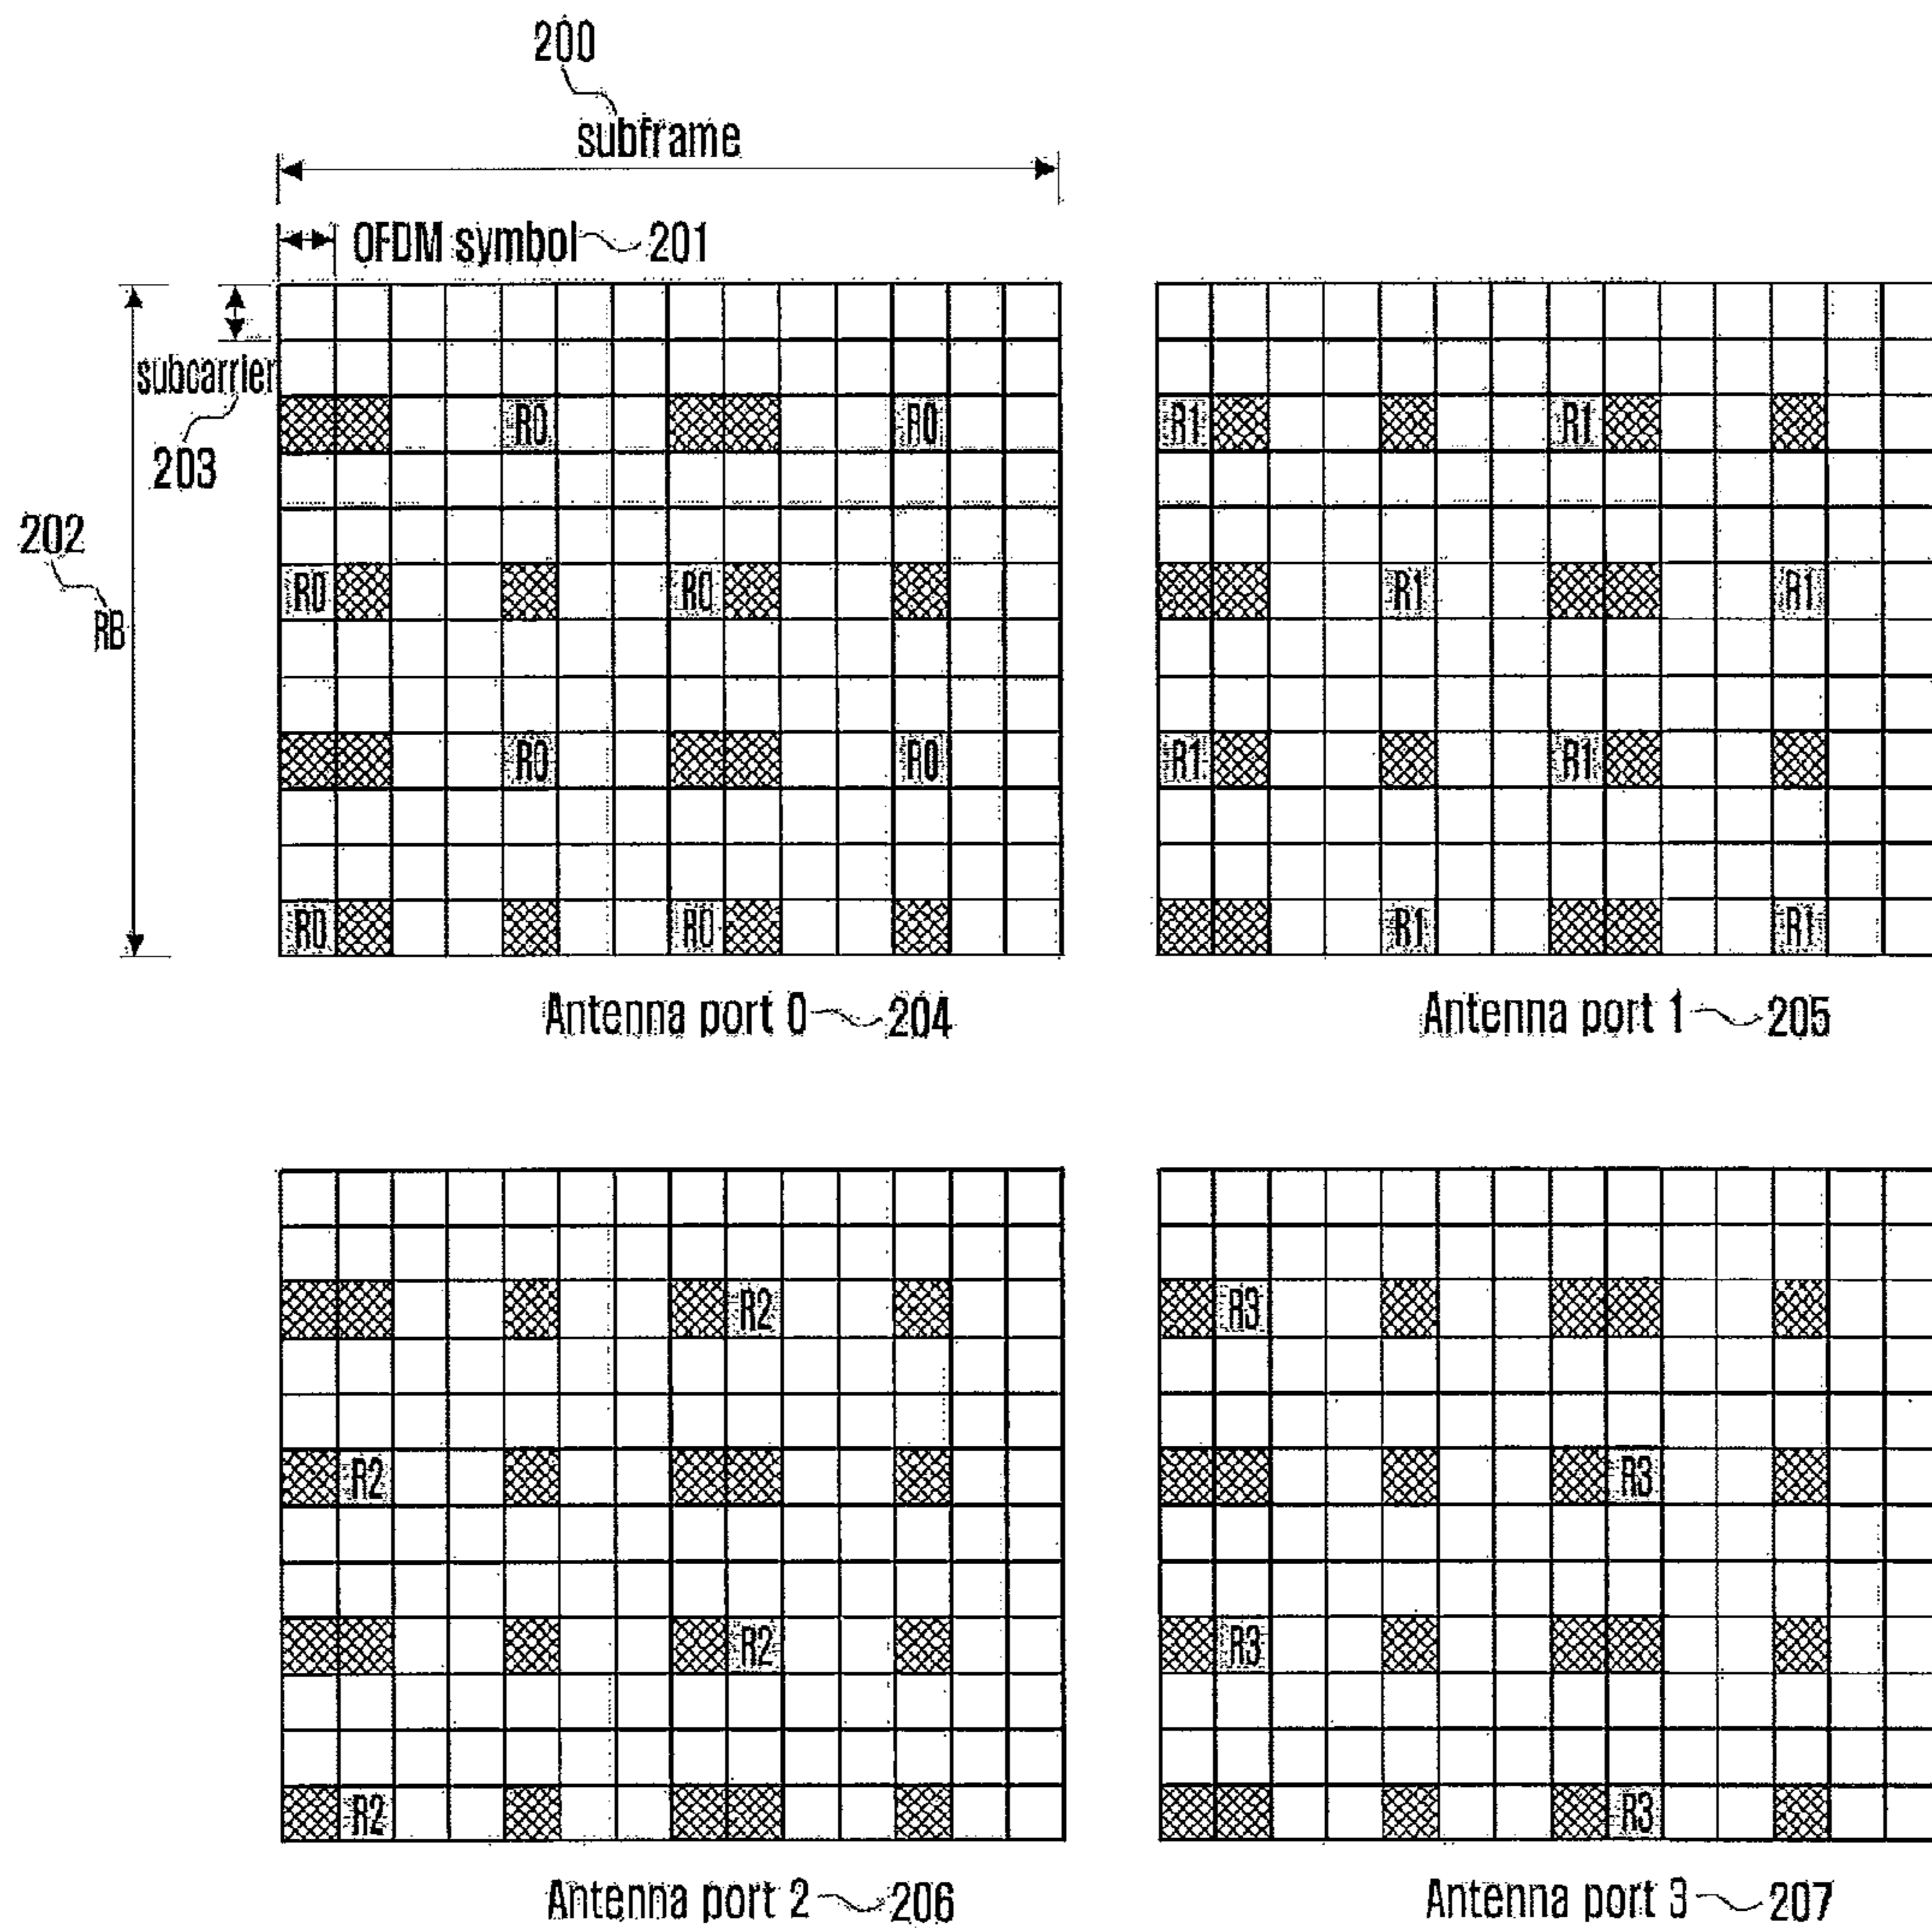 200
subframe
OFDM symbol 201
subcarrier
203
202
RB
R0 R0
R0 R0
R0 R0
R0 R0
Antenna port 0 204
R1 R1
R1 R1
R1 R1
R1 R1
Antenna port 1 205
R2
R2
R2
R2
Antenna port 2 206
R3
R3
R3
R3
Antenna port 3 207